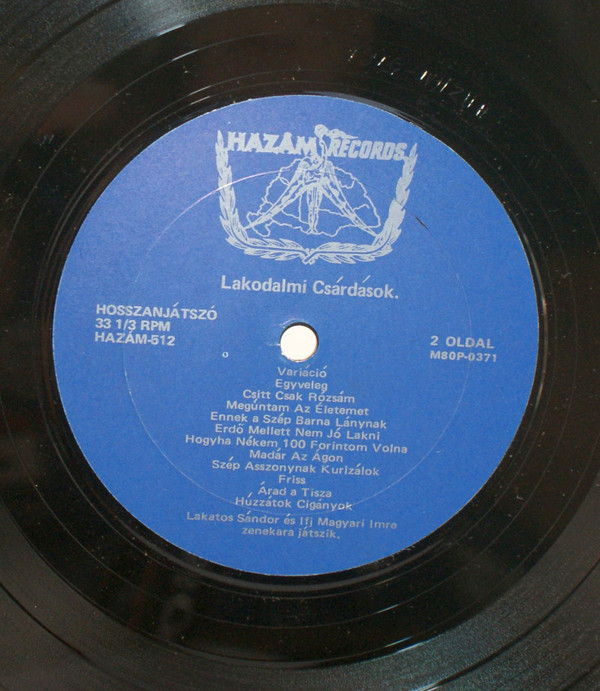 HAZÁM RECORDS
Lakodalmi Csárdások.
HOSSZANJÁTSZÓ
33 1/3 RPM
HAZÁM-512
2 OLDAL
M80P-0371
Variáció
Egyveleg
Csitt Csak Rózsám
Megúntam Az Életemet
Ennek a Szép Barna Lánynak
Erdő Mellett Nem Jó Lakni
Hogyha Nékem 100 Forintom Volna
Madár Az Ágon
Szép Asszonynak Kurizálok
Friss
Árad a Tisza
Húzzátok Cigányok
Lakatos Sándor és Ifj Magyari Imre
zenekara játszik.